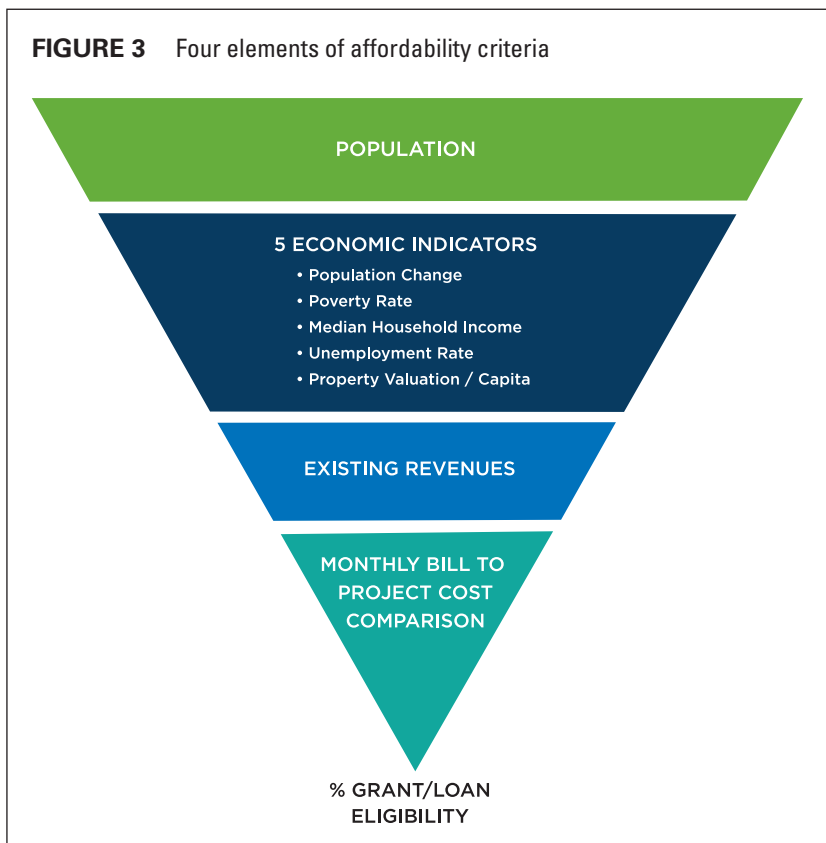 FIGURE 3 Four elements of affordability criteria
POPULATION
5 ECONOMIC INDICATORS
• Population Change
• Poverty Rate
• Median Household Income
• Unemployment Rate
• Property Valuation / Capita
EXISTING REVENUES
MONTHLY BILL TO
PROJECT COST
COMPARISON
% GRANT/LOAN
ELIGIBILITY